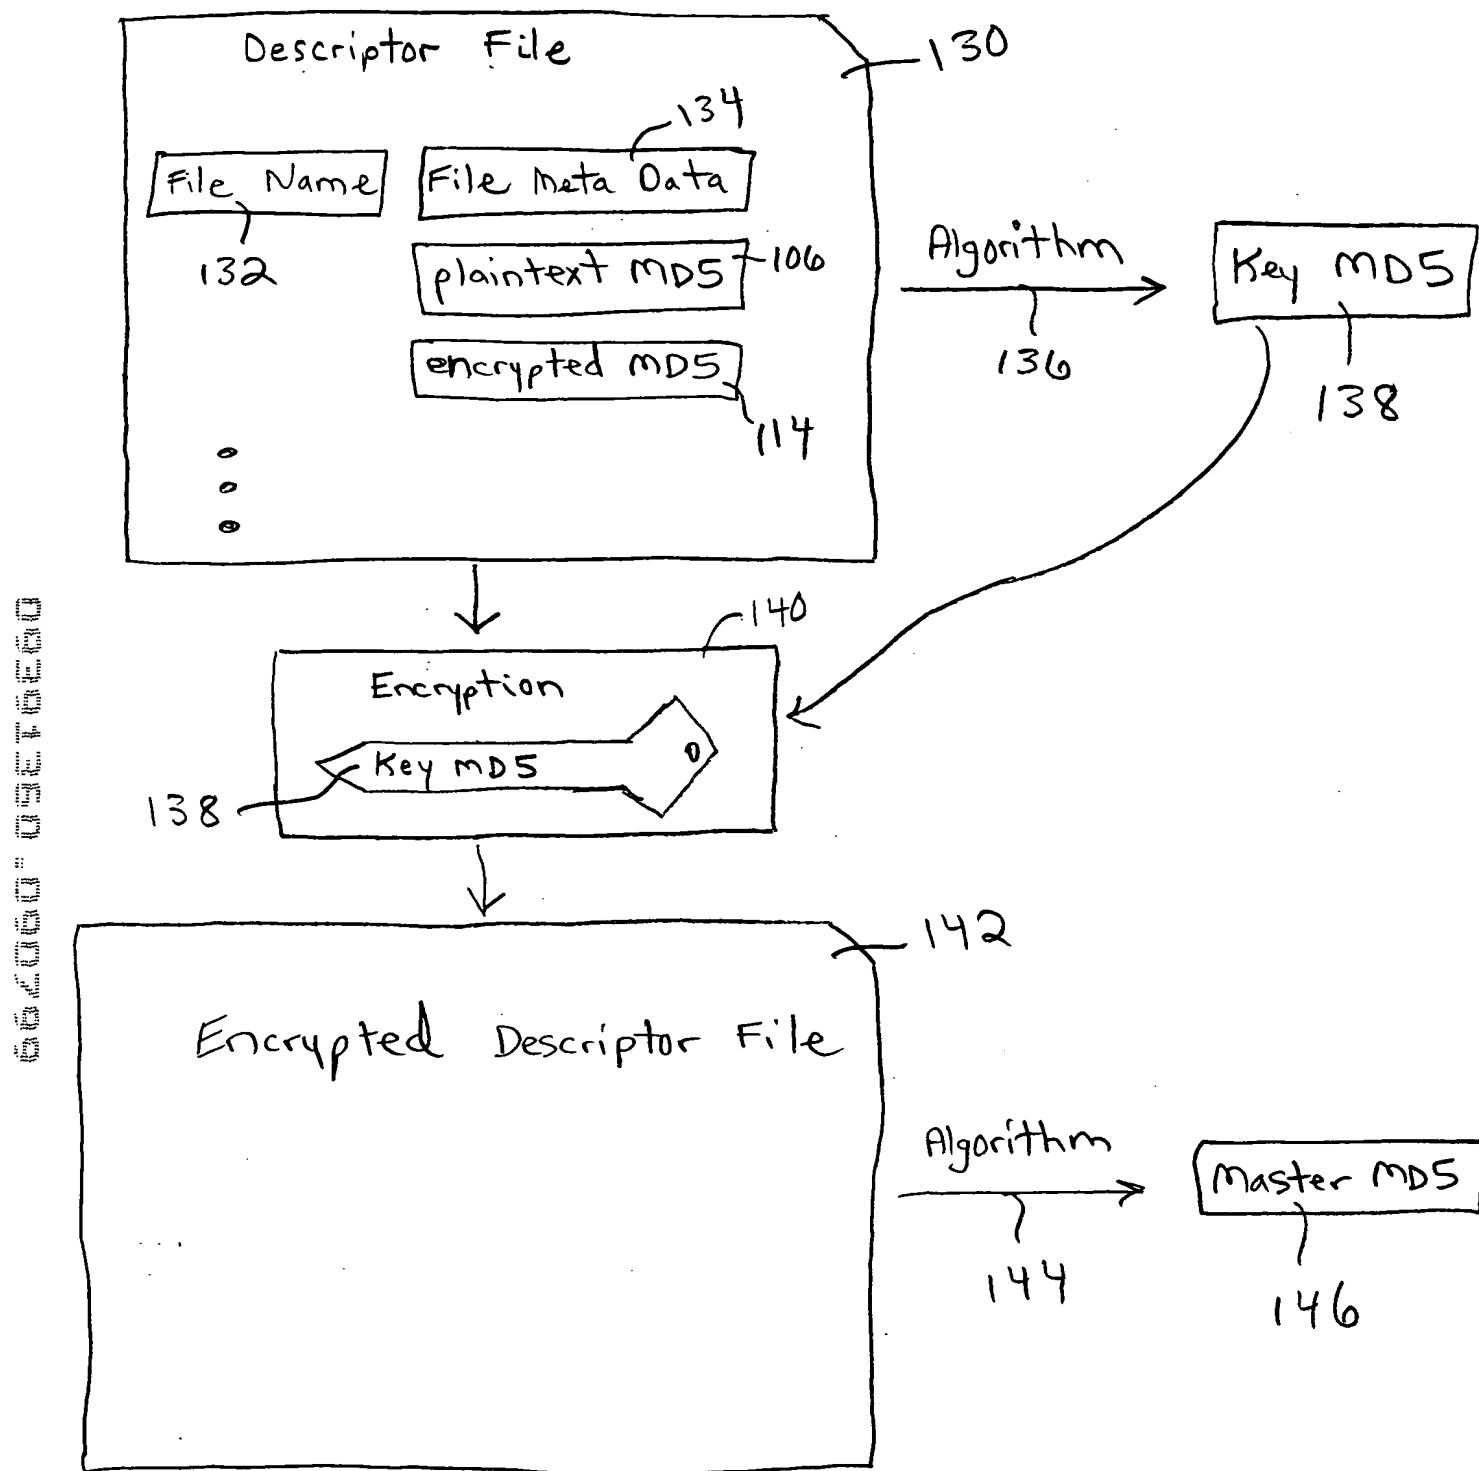 Descriptor File
130
134
File Name
File Meta Data
132
plaintext MD5
106
encrypted MD5
114
Algorithm
136
Key MD5
138
140
Encryption
Key MD5
138
142
Encrypted Descriptor File
Algorithm
144
Master MD5
146